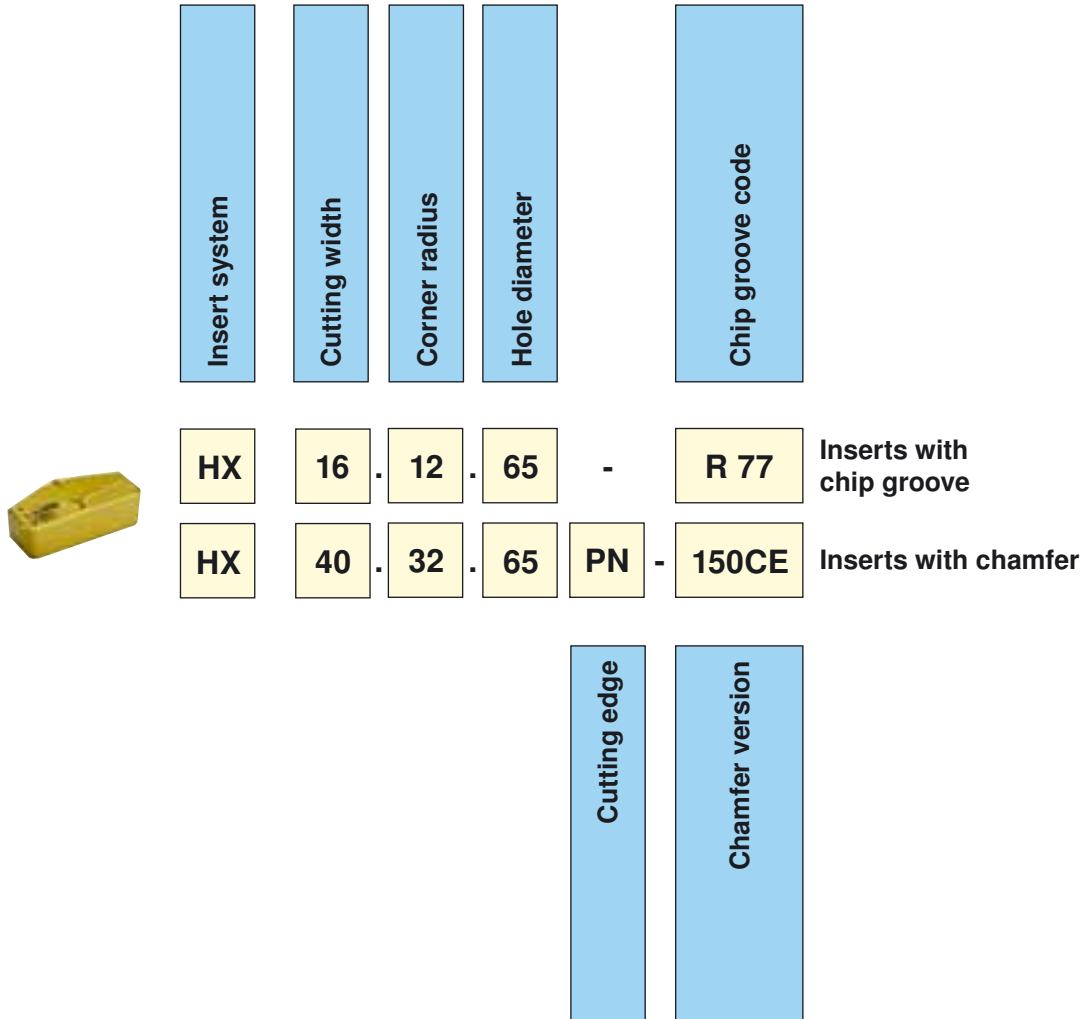 Insert system
Cutting width
Corner radius
Hole diameter
Chip groove code
HX 16 . 12 . 65 - R 77 Inserts with
chip groove
HX 40 . 32 . 65 PN - 150CE Inserts with chamfer
Cutting edge
Chamfer version